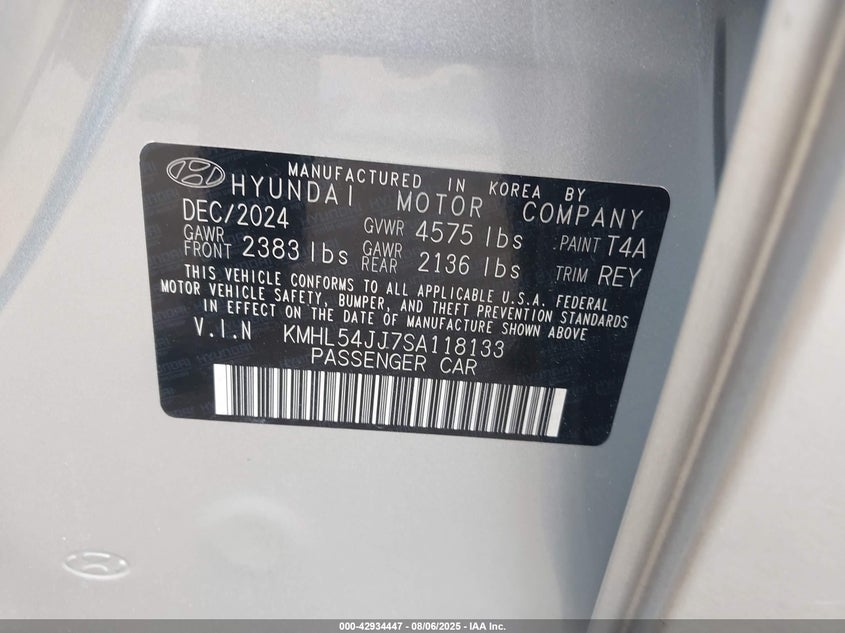 MANUFACTURED IN KOREA BY
HYUNDAI MOTOR COMPANY
DEC/2024 GVWR 4575 lbs PAINT T4A
GAWR FRONT 2383 lbs GAWR REAR 2136 lbs TRIM REY
THIS VEHICLE CONFORMS TO ALL APPLICABLE U.S.A. FEDERAL
MOTOR VEHICLE SAFETY, BUMPER, AND THEFT PREVENTION STANDARDS
IN EFFECT ON THE DATE OF MANUFACTURE SHOWN ABOVE
V.I.N KMHL54JJ7SA118133
PASSENGER CAR
000-42934447 - 08/06/2025 - IAA Inc.